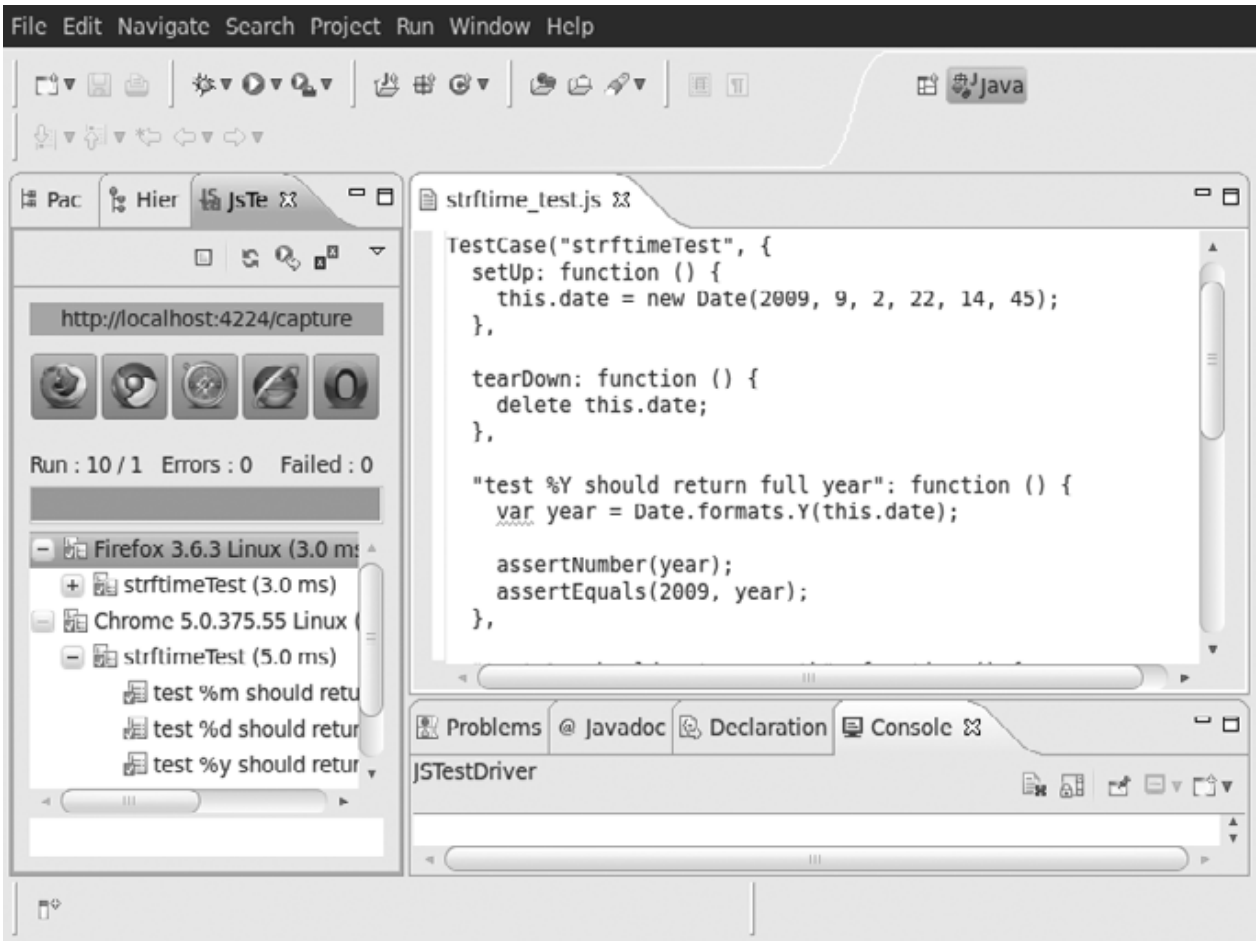 File Edit Navigate Search Project Run Window Help
Java
Pac
Hier
JsTe
http://localhost:4224/capture
Run : 10 / 1 Errors : 0 Failed : 0
Firefox 3.6.3 Linux (3.0 ms
strftimeTest (3.0 ms)
Chrome 5.0.375.55 Linux (
strftimeTest (5.0 ms)
test %m should retu
test %d should retur
test %y should retur
strftime_test.js
TestCase("strftimeTest", {
setUp: function () {
this.date = new Date(2009, 9, 2, 22, 14, 45);
},
tearDown: function () {
delete this.date;
},
"test %Y should return full year": function () {
var year = Date.formats.Y(this.date);
assertNumber(year);
assertEquals(2009, year);
},
Problems
@ Javadoc
Declaration
Console
JSTestDriver